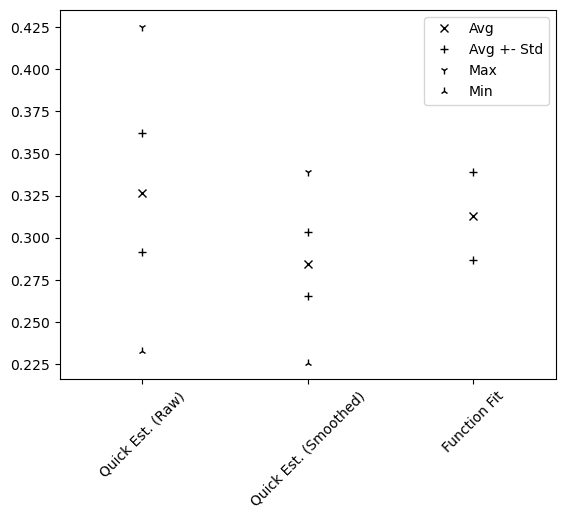 0.425
0.400
0.375
0.350
0.325
0.300
0.275
0.250
0.225
Avg
Avg +- Std
Max
Min
Quick Est. (Raw)
Quick Est. (Smoothed)
Function Fit